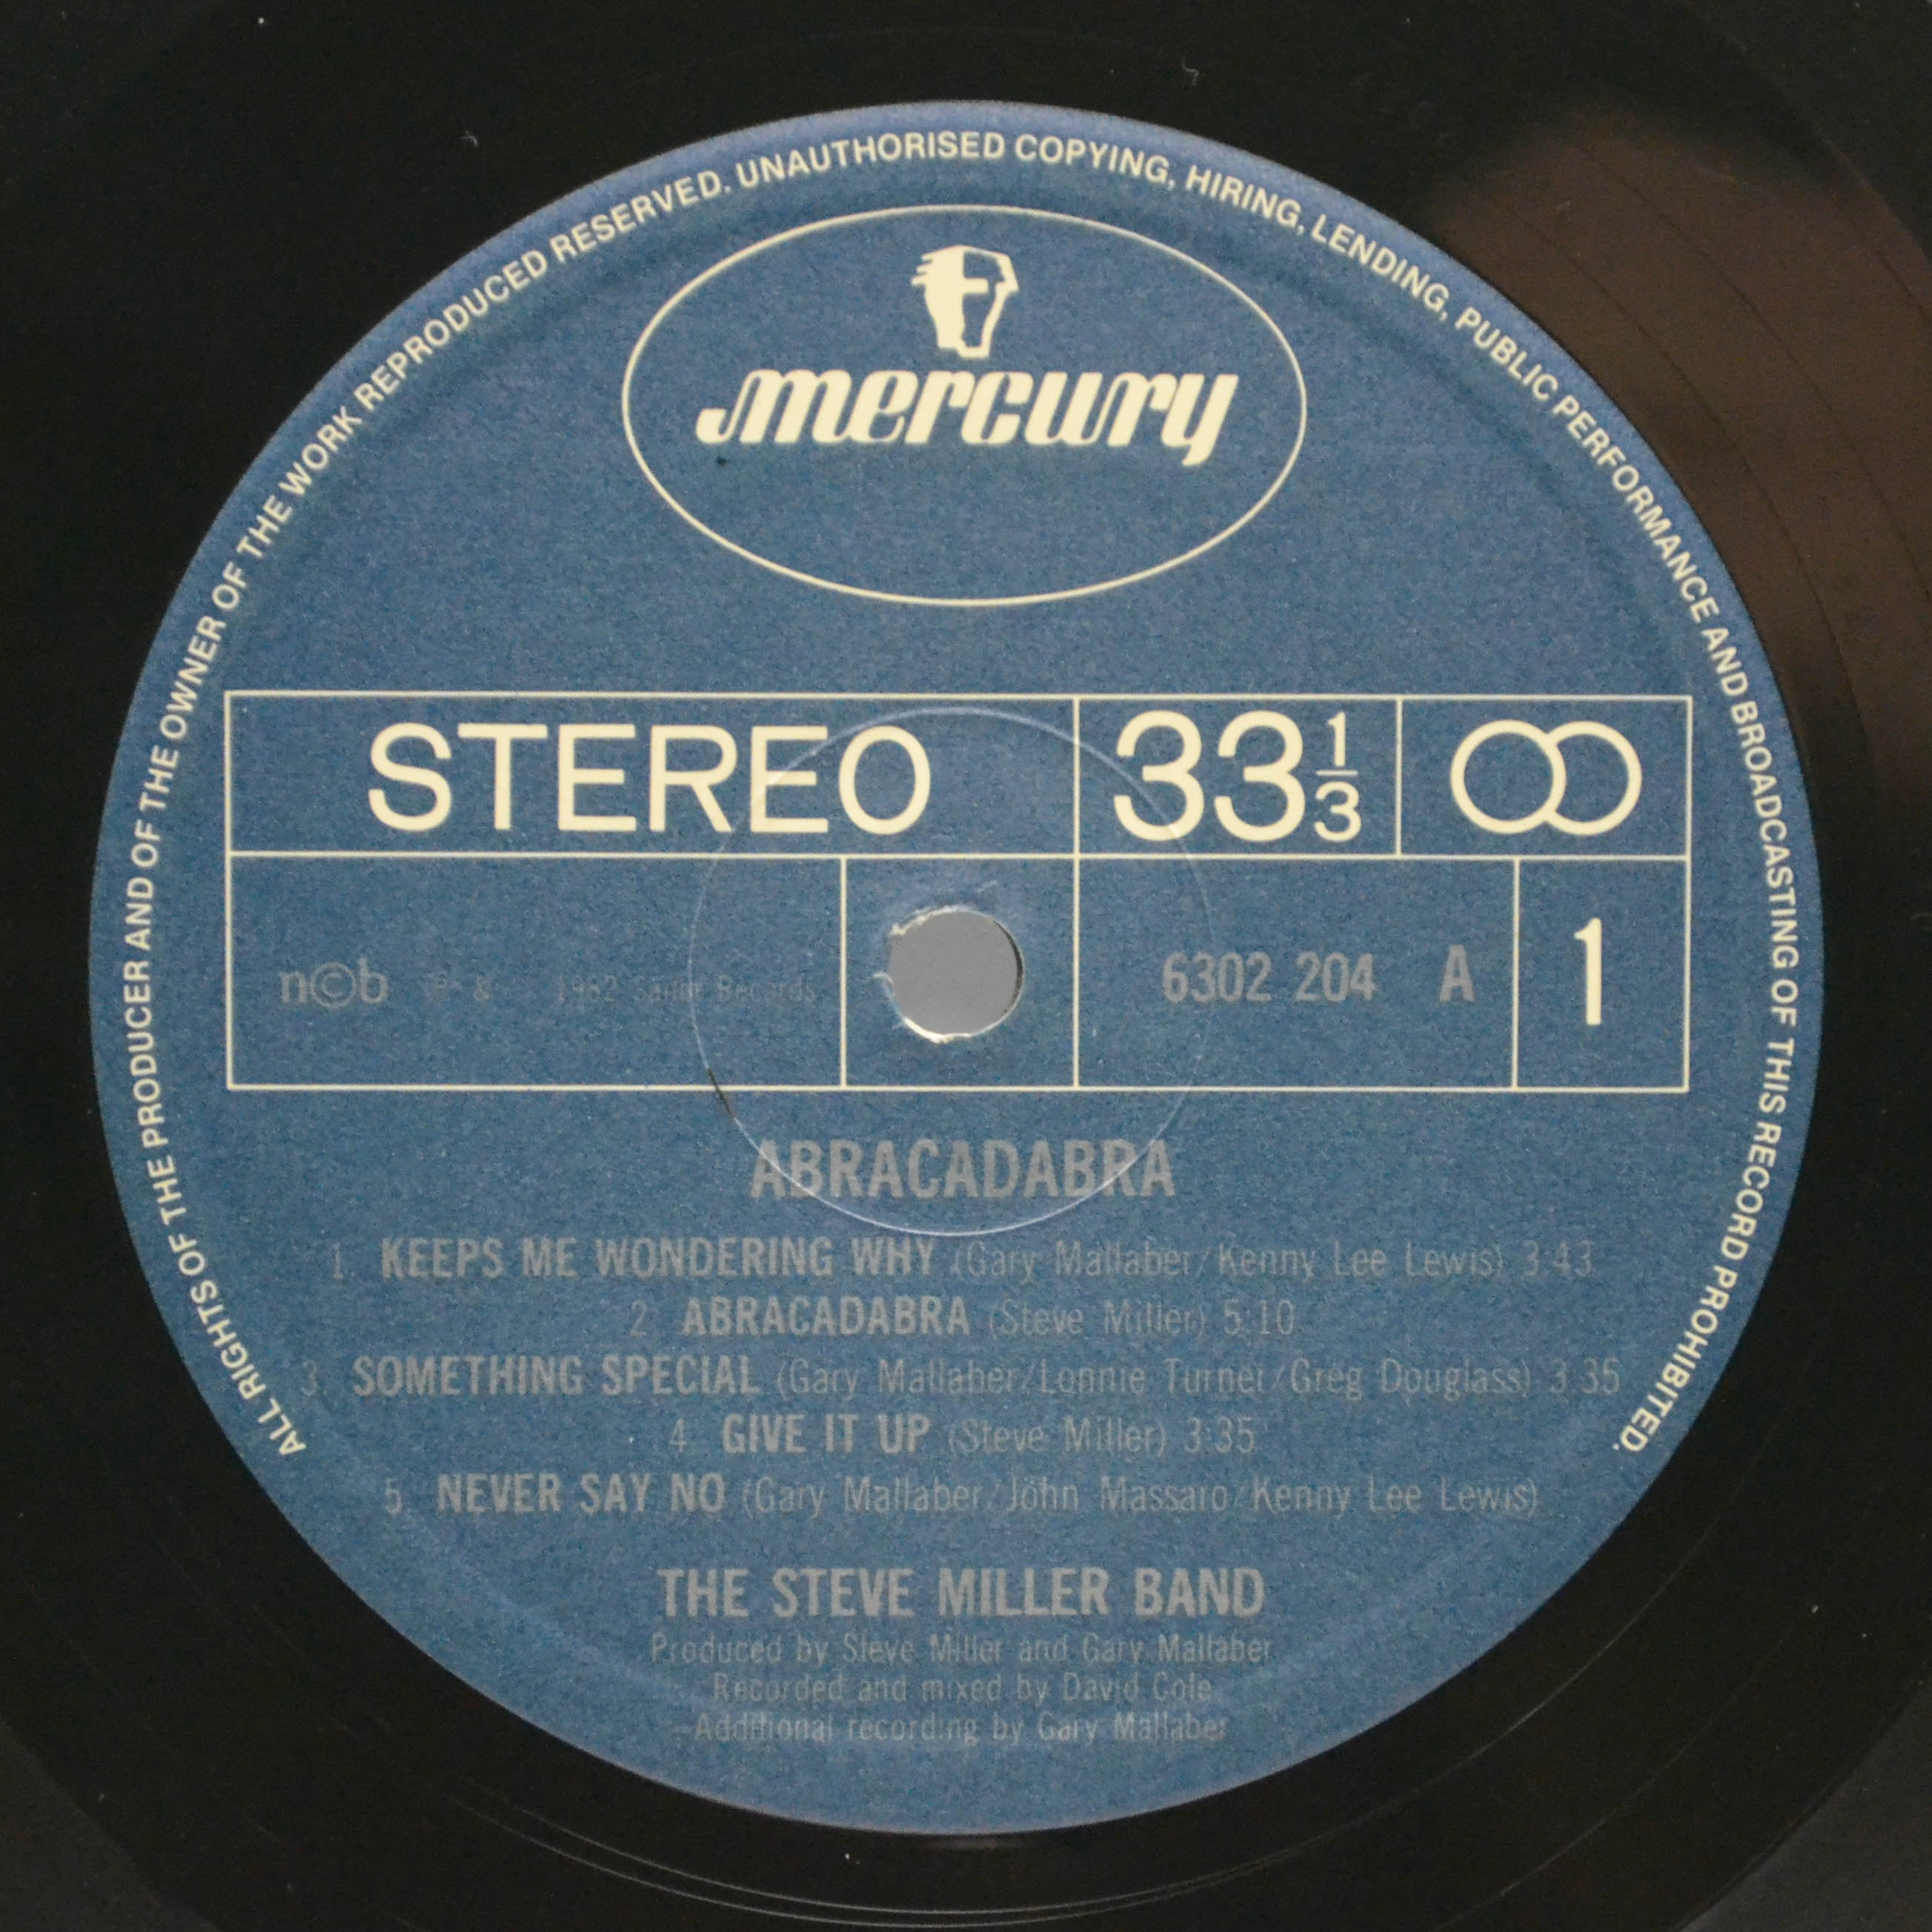 ALL RIGHTS OF THE PRODUCER AND OF THE OWNER OF THE WORK REPRODUCED RESERVED. UNAUTHORISED COPYING, HIRING, LENDING, PUBLIC PERFORMANCE AND BROADCASTING OF THIS RECORD PROHIBITED.
mercury
STEREO 33 1/3
n©b ℗ & 1982 Sailor Records 6302 204 A 1
ABRACADABRA
1. KEEPS ME WONDERING WHY (Gary Mallaber/Kenny Lee Lewis) 3:43
2. ABRACADABRA (Steve Miller) 5:10
3. SOMETHING SPECIAL (Gary Mallaber/Lonnie Turner/Greg Douglass) 3:35
4. GIVE IT UP (Steve Miller) 3:35
5. NEVER SAY NO (Gary Mallaber/John Massaro/Kenny Lee Lewis)
THE STEVE MILLER BAND
Produced by Steve Miller and Gary Mallaber
Recorded and mixed by David Cole
Additional recording by Gary Mallaber